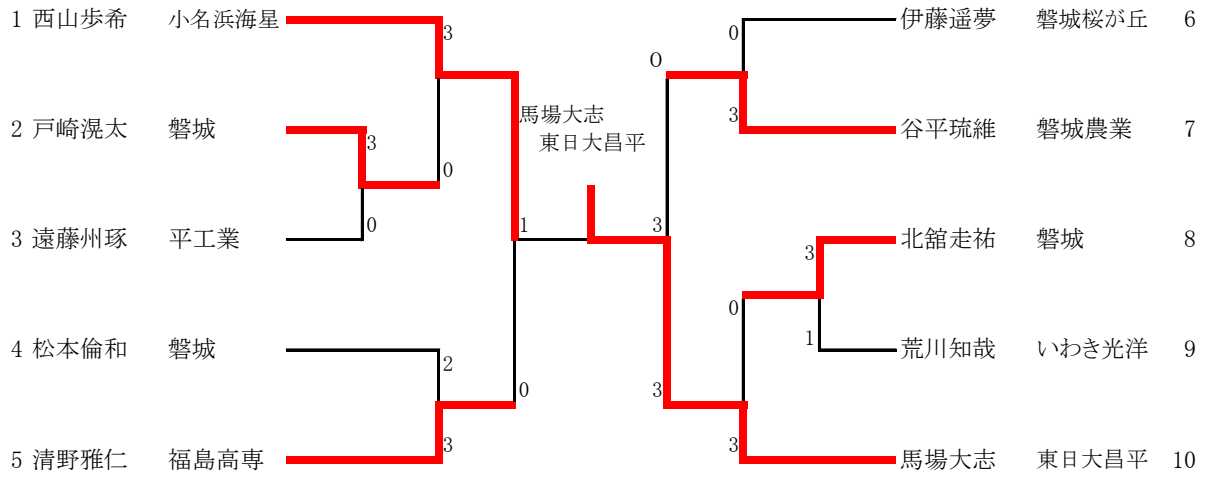 1 西山歩希 小名浜海星
3
0
2 戸崎滉太 磐城
3
0
3 遠藤州琢 平工業
1
4 松本倫和 磐城
2
0
5 清野雅仁 福島高専
3
馬場大志
東日大昌平
伊藤遥夢 磐城桜が丘 6
0
0
3
谷平琉維 磐城農業 7
3
北舘走祐 磐城 8
3
0
1
荒川知哉 いわき光洋 9
3
3
馬場大志 東日大昌平 10